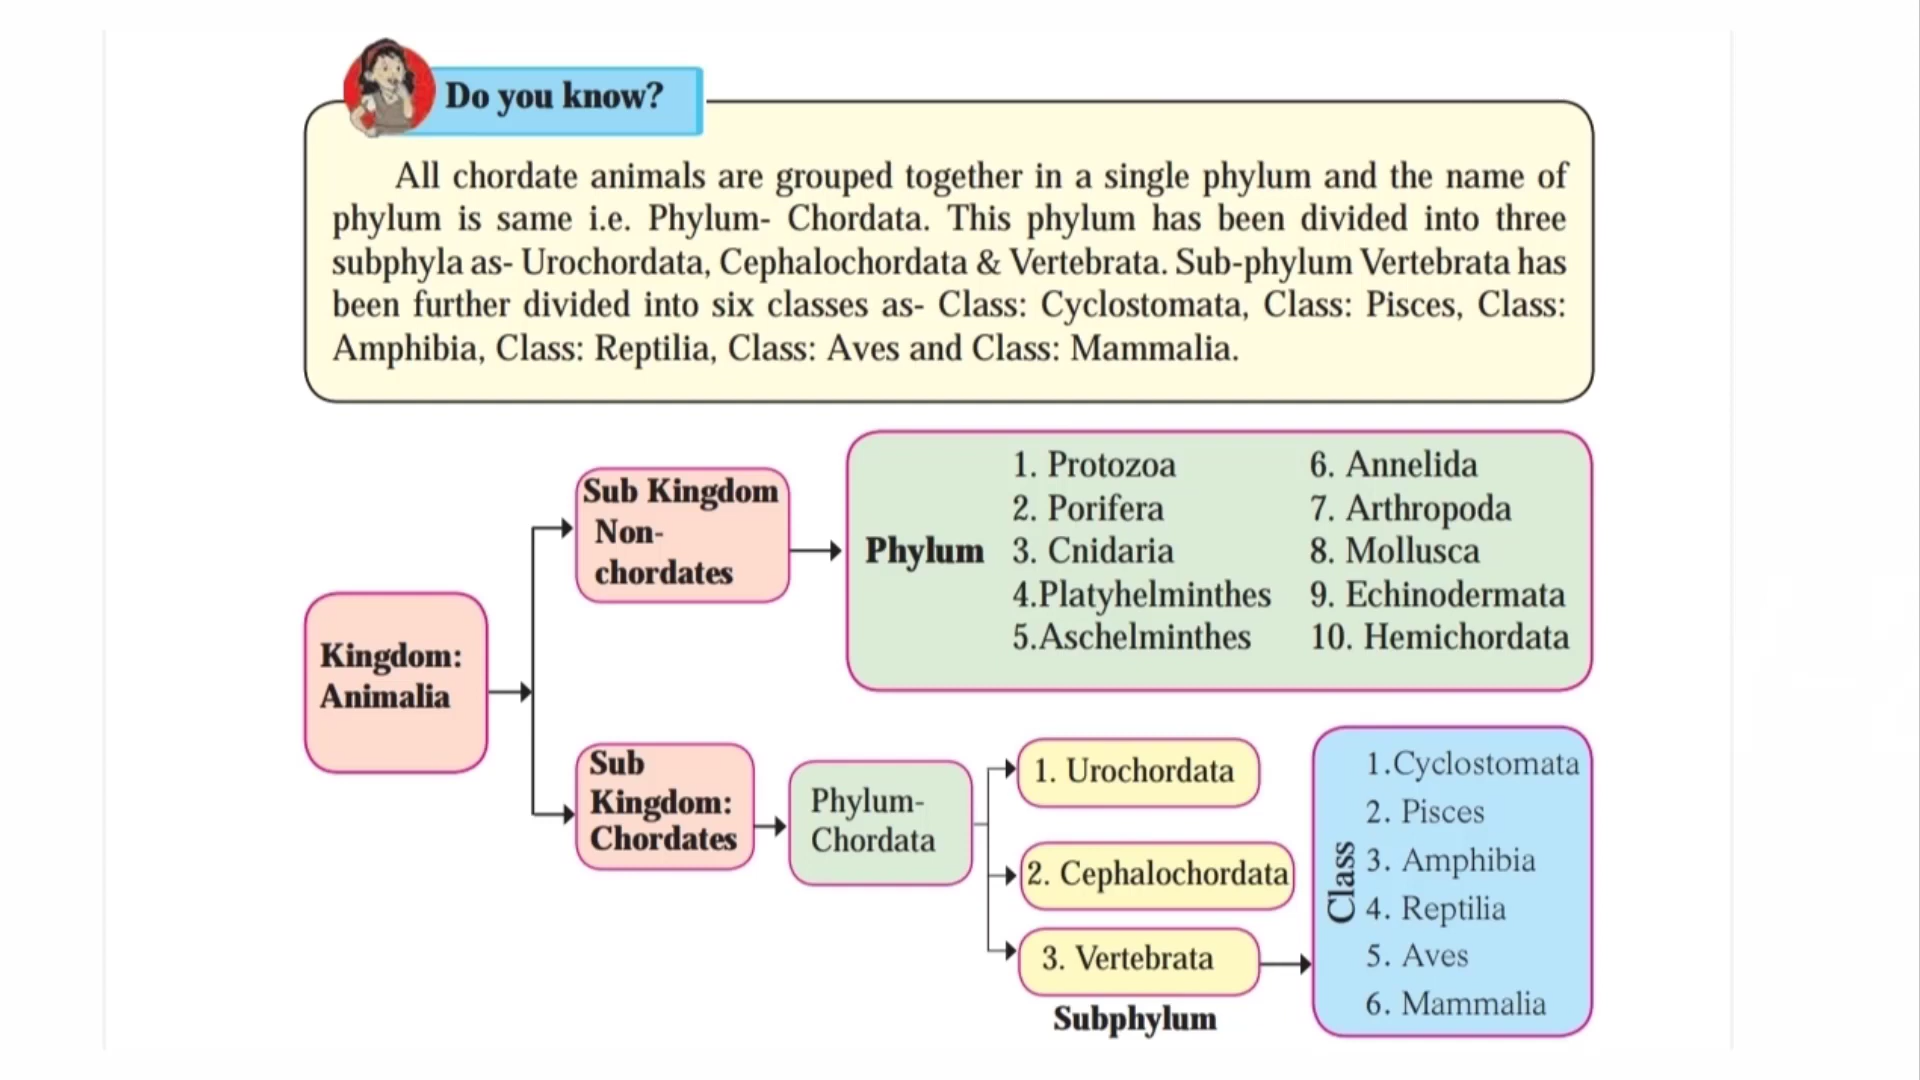 Do you know?
All chordate animals are grouped together in a single phylum and the name of
phylum is same i.e. Phylum- Chordata. This phylum has been divided into three
subphyla as- Urochordata, Cephalochordata & Vertebrata. Sub-phylum Vertebrata has
been further divided into six classes as- Class: Cyclostomata, Class: Pisces, Class:
Amphibia, Class: Reptilia, Class: Aves and Class: Mammalia.
Kingdom:
Animalia
Sub Kingdom
Non-
chordates
Phylum
1. Protozoa
2. Porifera
3. Cnidaria
4.Platyhelminthes
5.Aschelminthes
6. Annelida
7. Arthropoda
8. Mollusca
9. Echinodermata
10. Hemichordata
Sub
Kingdom:
Chordates
Phylum-
Chordata
1. Urochordata
2. Cephalochordata
3. Vertebrata
Subphylum
Class
1.Cyclostomata
2. Pisces
3. Amphibia
4. Reptilia
5. Aves
6. Mammalia